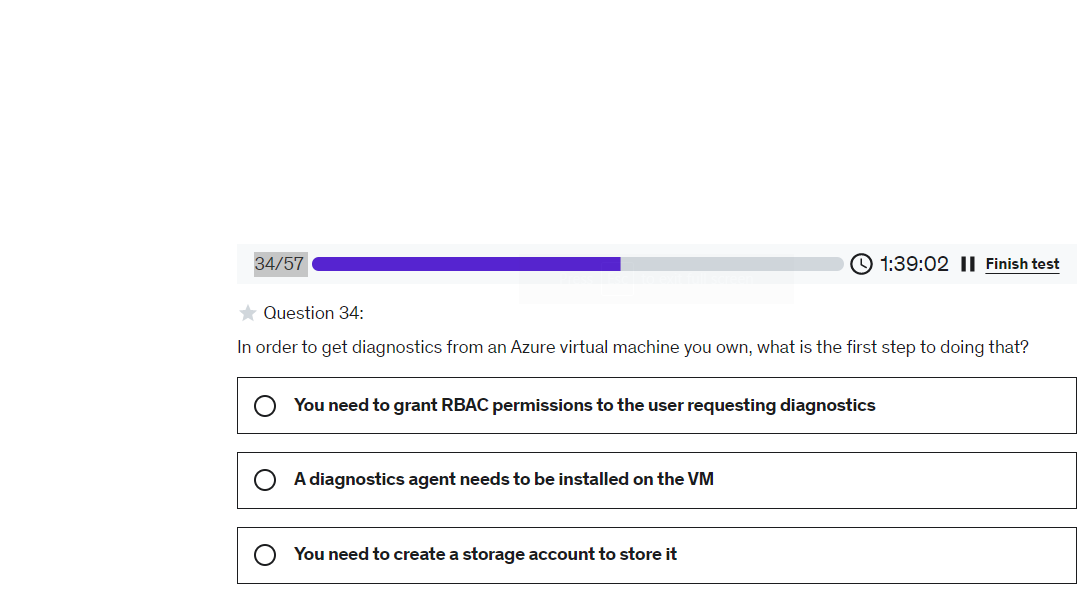 34/57 1:39:02 Finish test
Question 34:
In order to get diagnostics from an Azure virtual machine you own, what is the first step to doing that?
You need to grant RBAC permissions to the user requesting diagnostics
A diagnostics agent needs to be installed on the VM
You need to create a storage account to store it